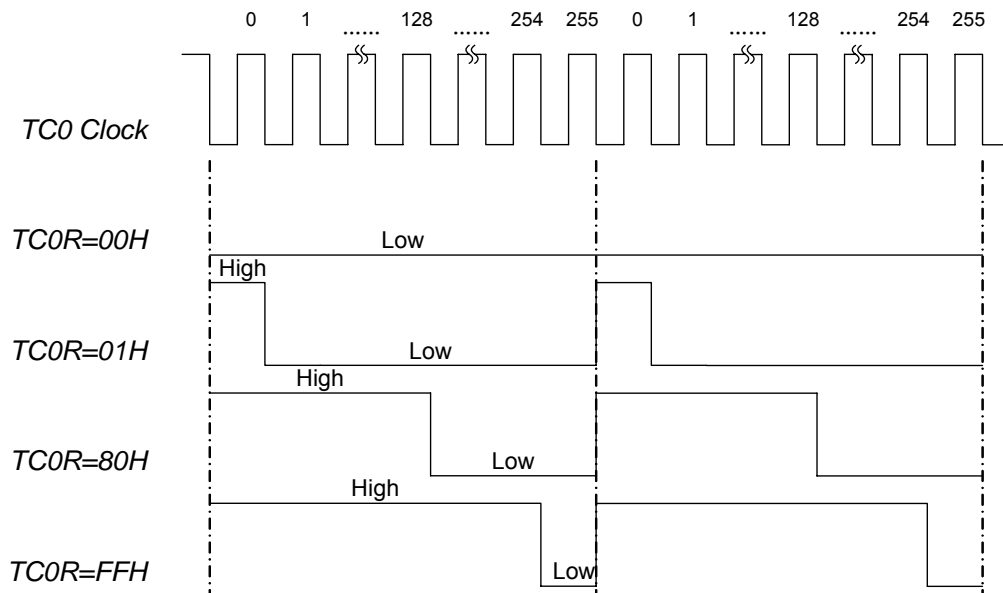 0 1 ...... 128 ...... 254 255 0 1 ...... 128 ...... 254 255
TC0 Clock
TC0R=00H
Low
High
TC0R=01H
Low
High
TC0R=80H
Low
High
TC0R=FFH
Low